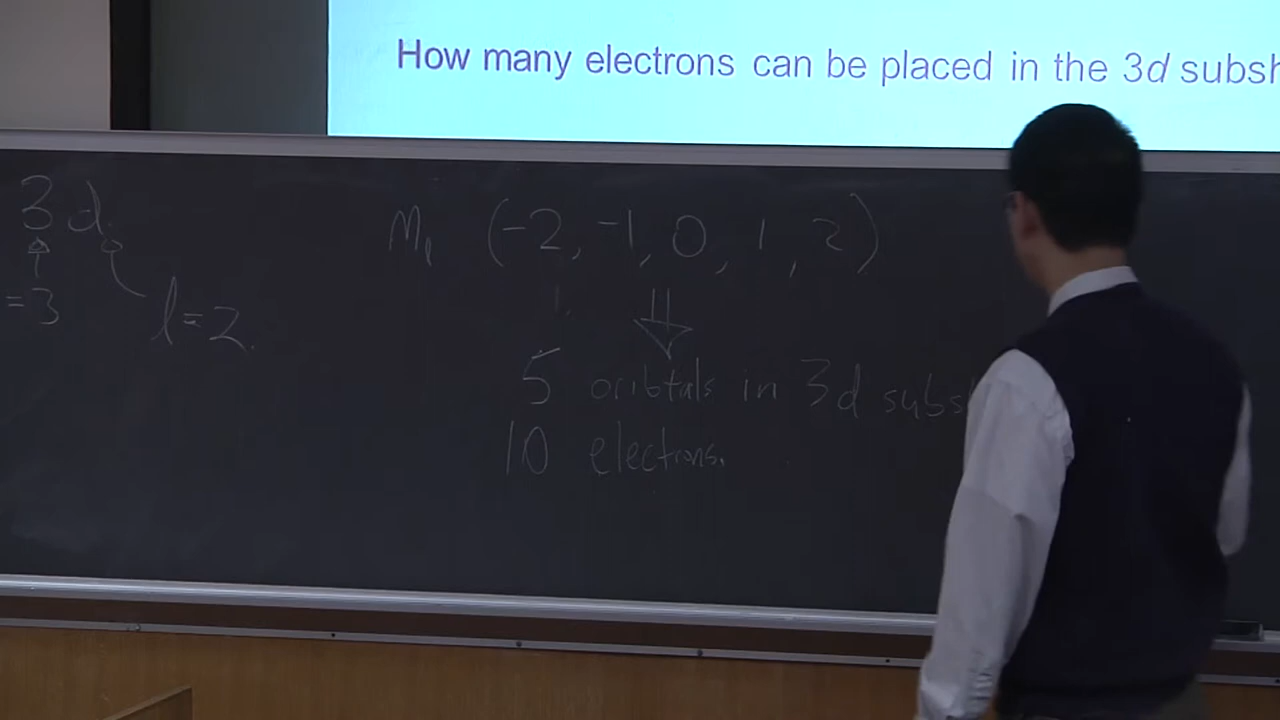 How many electrons can be placed in the 3d subsh
3d
=3
l=2.
Ml (-2, -1, 0, 1, 2)
5 oribtals in 3d subs
10 electrons.